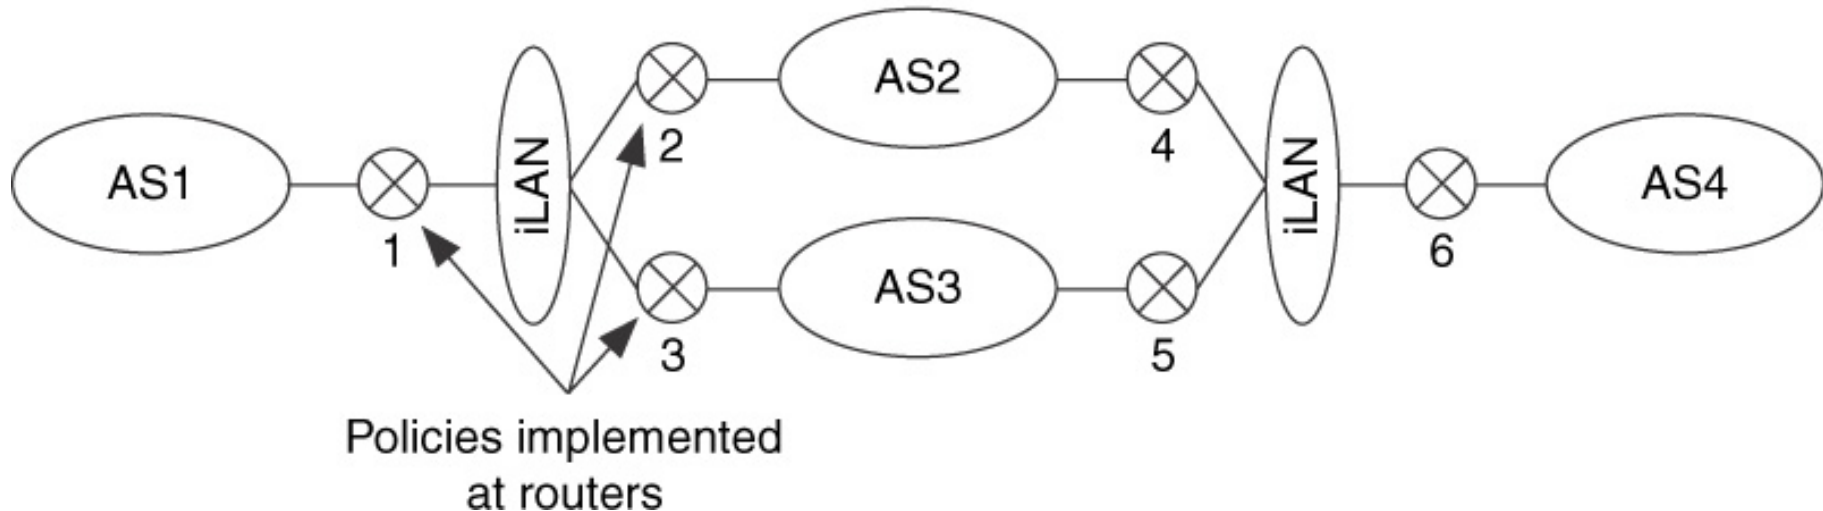 AS1
1
iLAN
2
AS2
4
3
AS3
5
iLAN
6
AS4
Policies implemented
at routers